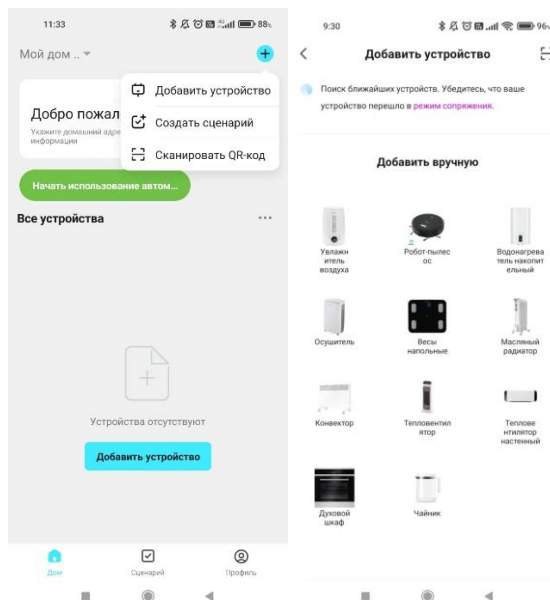 11:33
88%
Мой дом ..
Добавить устройство
Создать сценарий
Сканировать QR-код
Добро пожал
Укажите домашний адре
информации
Начать использование автом...
Все устройства
Устройства отсутствуют
Добавить устройство
Дом
Сценарий
Профиль
9:30
96%
Добавить устройство
Поиск ближайших устройств. Убедитесь, что ваше
устройство перешло в режим сопряжения.
Добавить вручную
Увлажн
итель
воздуха
Робот-пылес
ос
Водонагрева
тель накопит
ельный
Осушитель
Весы
напольные
Масляный
радиатор
Конвектор
Тепловентил
ятор
Теплове
нтилятор
настенный
Духовой
шкаф
Чайник